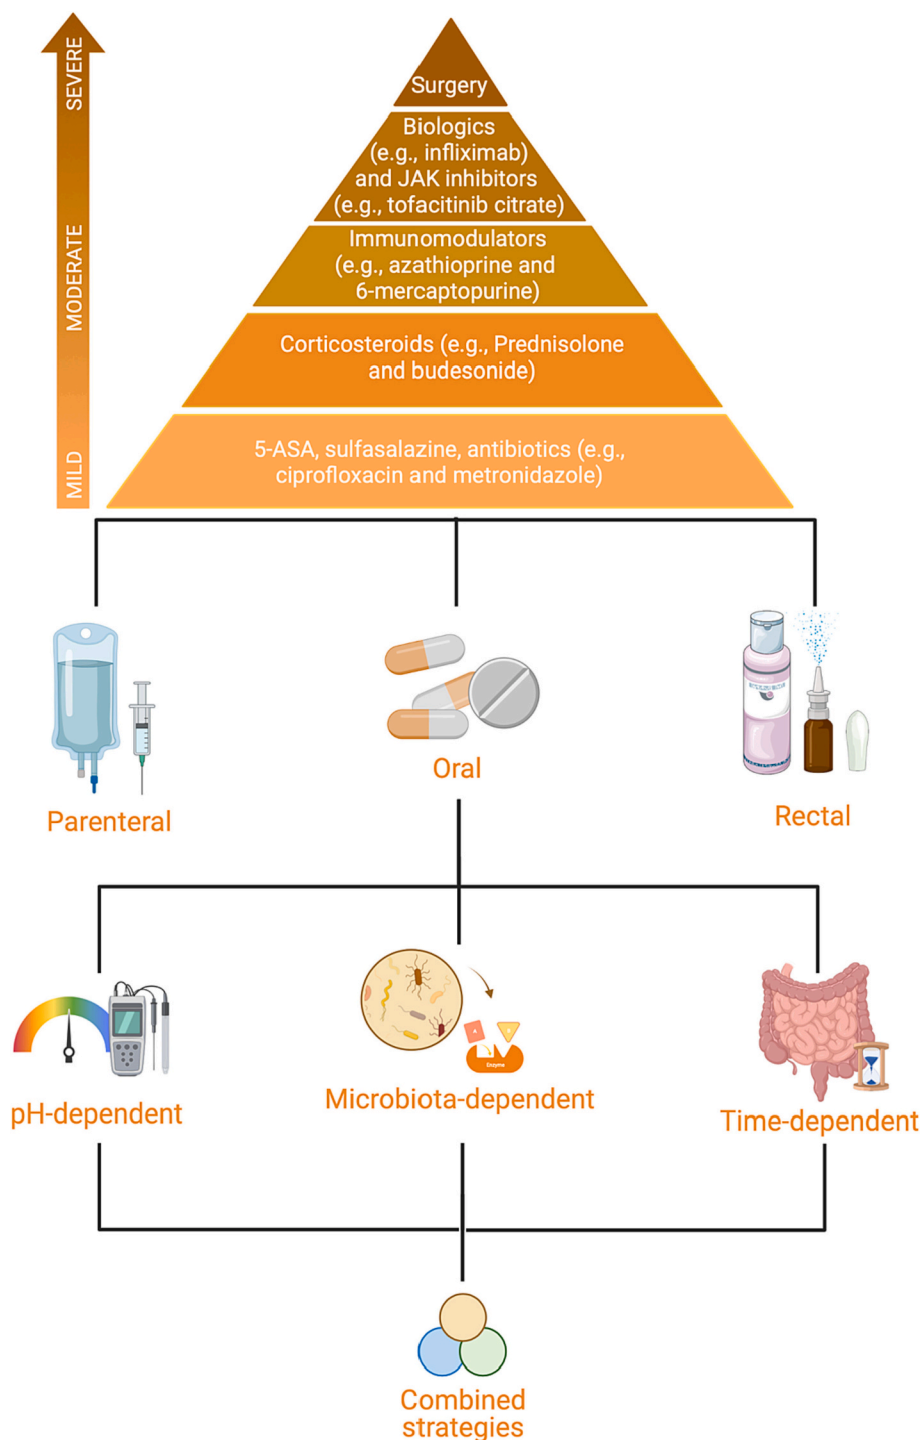 SEVERE
MODERATE
MILD
Surgery
Biologics
(e.g., infliximab)
and JAK inhibitors
(e.g., tofacitinib citrate)
Immunomodulators
(e.g., azathioprine and
6-mercaptopurine)
Corticosteroids (e.g., Prednisolone
and budesonide)
5-ASA, sulfasalazine, antibiotics (e.g.,
ciprofloxacin and metronidazole)
Parenteral
Oral
Rectal
Enzyme
pH-dependent
Microbiota-dependent
Time-dependent
Combined
strategies